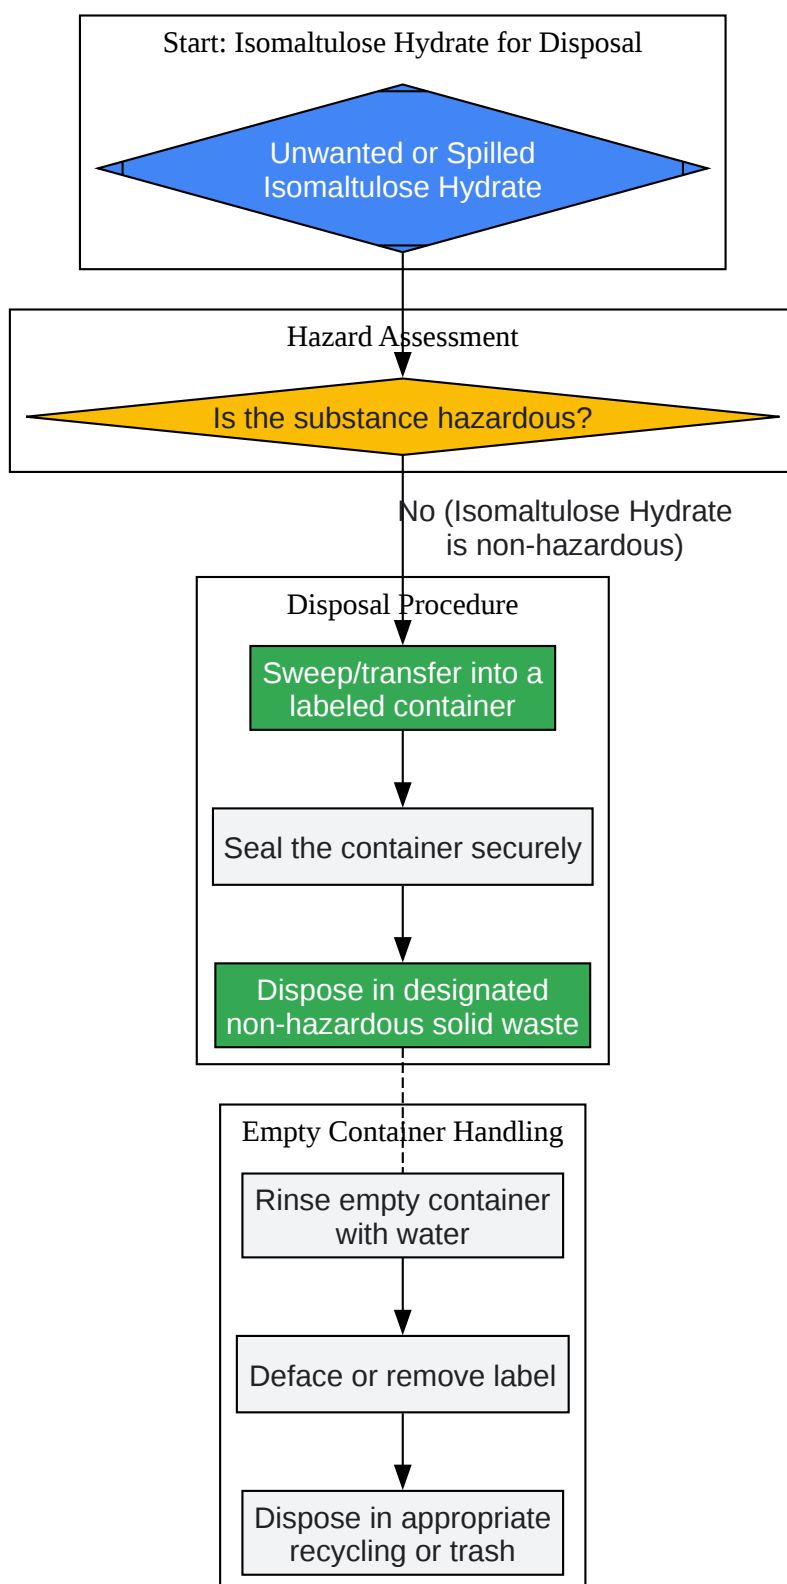 Start: Isomaltulose Hydrate for Disposal
Unwanted or Spilled
Isomaltulose Hydrate
Hazard Assessment
Is the substance hazardous?
No (Isomaltulose Hydrate
is non-hazardous)
Disposal Procedure
Sweep/transfer into a
labeled container
Seal the container securely
Dispose in designated
non-hazardous solid waste
Empty Container Handling
Rinse empty container
with water
Deface or remove label
Dispose in appropriate
recycling or trash